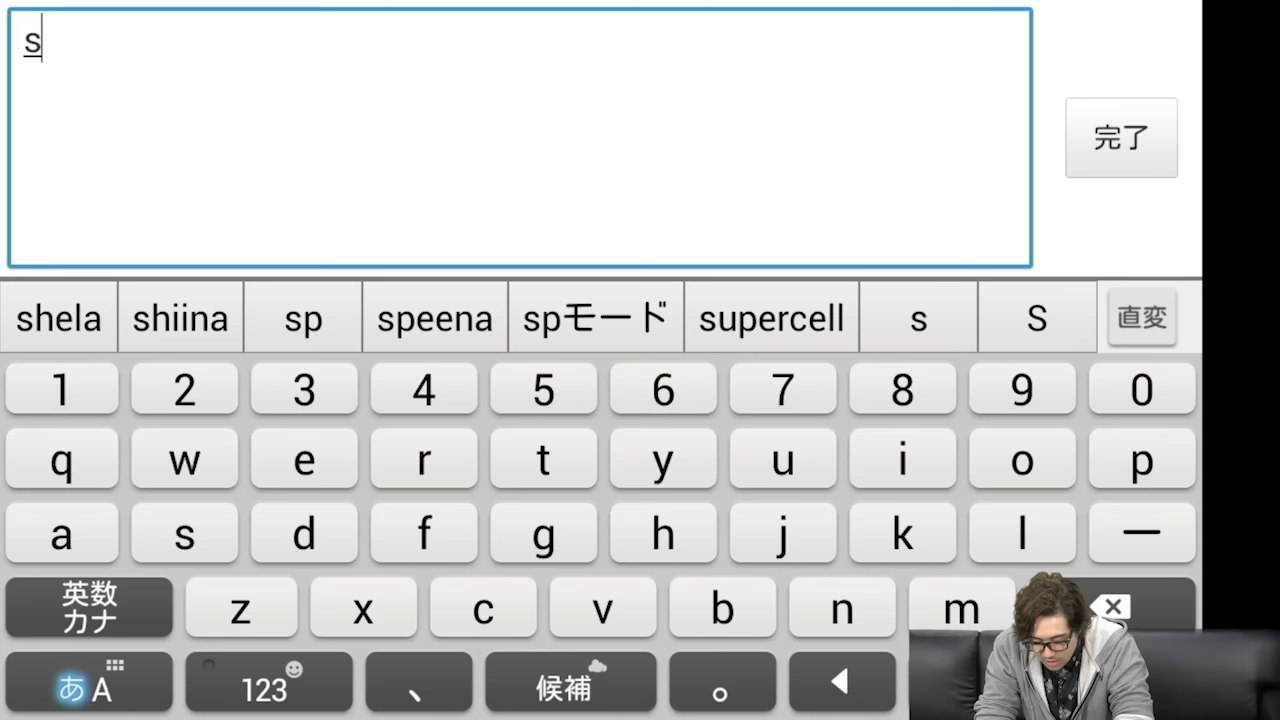 s
完了
shela shiina sp speena spモード supercell s S 直変
1 2 3 4 5 6 7 8 9 0
q w e r t y u i o p
a s d f g h j k l ー
英数
カナ
z x c v b n m
あA 123 、 候補 。